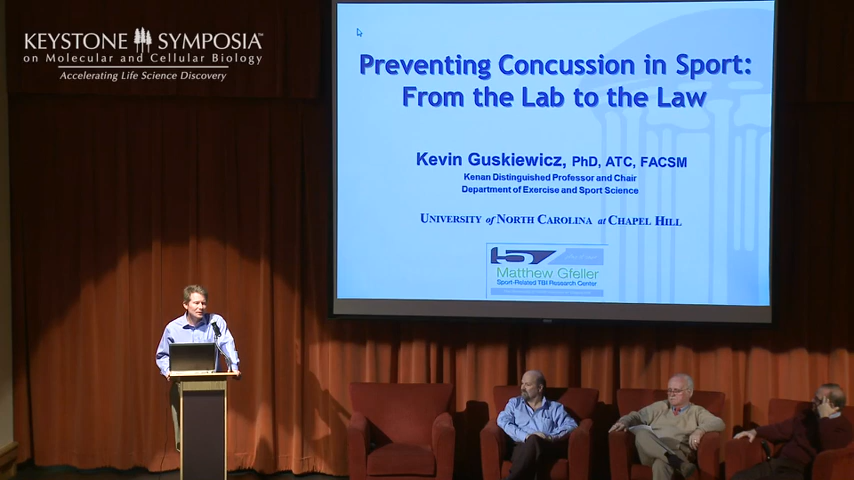 KEYSTONE SYMPOSIA™
on Molecular and Cellular Biology
Accelerating Life Science Discovery
Preventing Concussion in Sport:
From the Lab to the Law
Kevin Guskiewicz, PhD, ATC, FACSM
Kenan Distinguished Professor and Chair
Department of Exercise and Sport Science
UNIVERSITY of NORTH CAROLINA at CHAPEL HILL
57
Matthew Gfeller
Sport-Related TBI Research Center